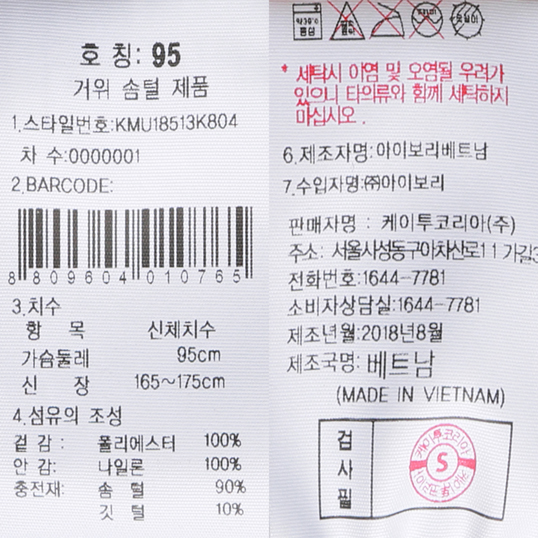 호 칭: 95
거위 솜털 제품
1.스타일번호:KMU18513K804
차 수:0000001
2.BARCODE:
8 809604 010765
3.치수
항 목 신체치수
가슴둘레 95cm
신 장 165~175cm
4.섬유의 조성
겉 감 : 폴리에스터 100%
안 감: 나일론 100%
충전재: 솜 털 90%
깃 털 10%
* 세탁시 이염 및 오염될 우려가
있으니 타의류와 함께 세탁하지
마십시오.
6.제조자명:아이보리베트남
7.수입자명:㈜아이보리
판매자명 : 케이투코리아(주)
주소: 서울시성동구아차산로11가길3
전화번호:1644-7781
소비자상담실:1644-7781
제조년월:2018년8월
제조국명: 베트남
(MADE IN VIETNAM)
검
사
필
케이투코리아
S